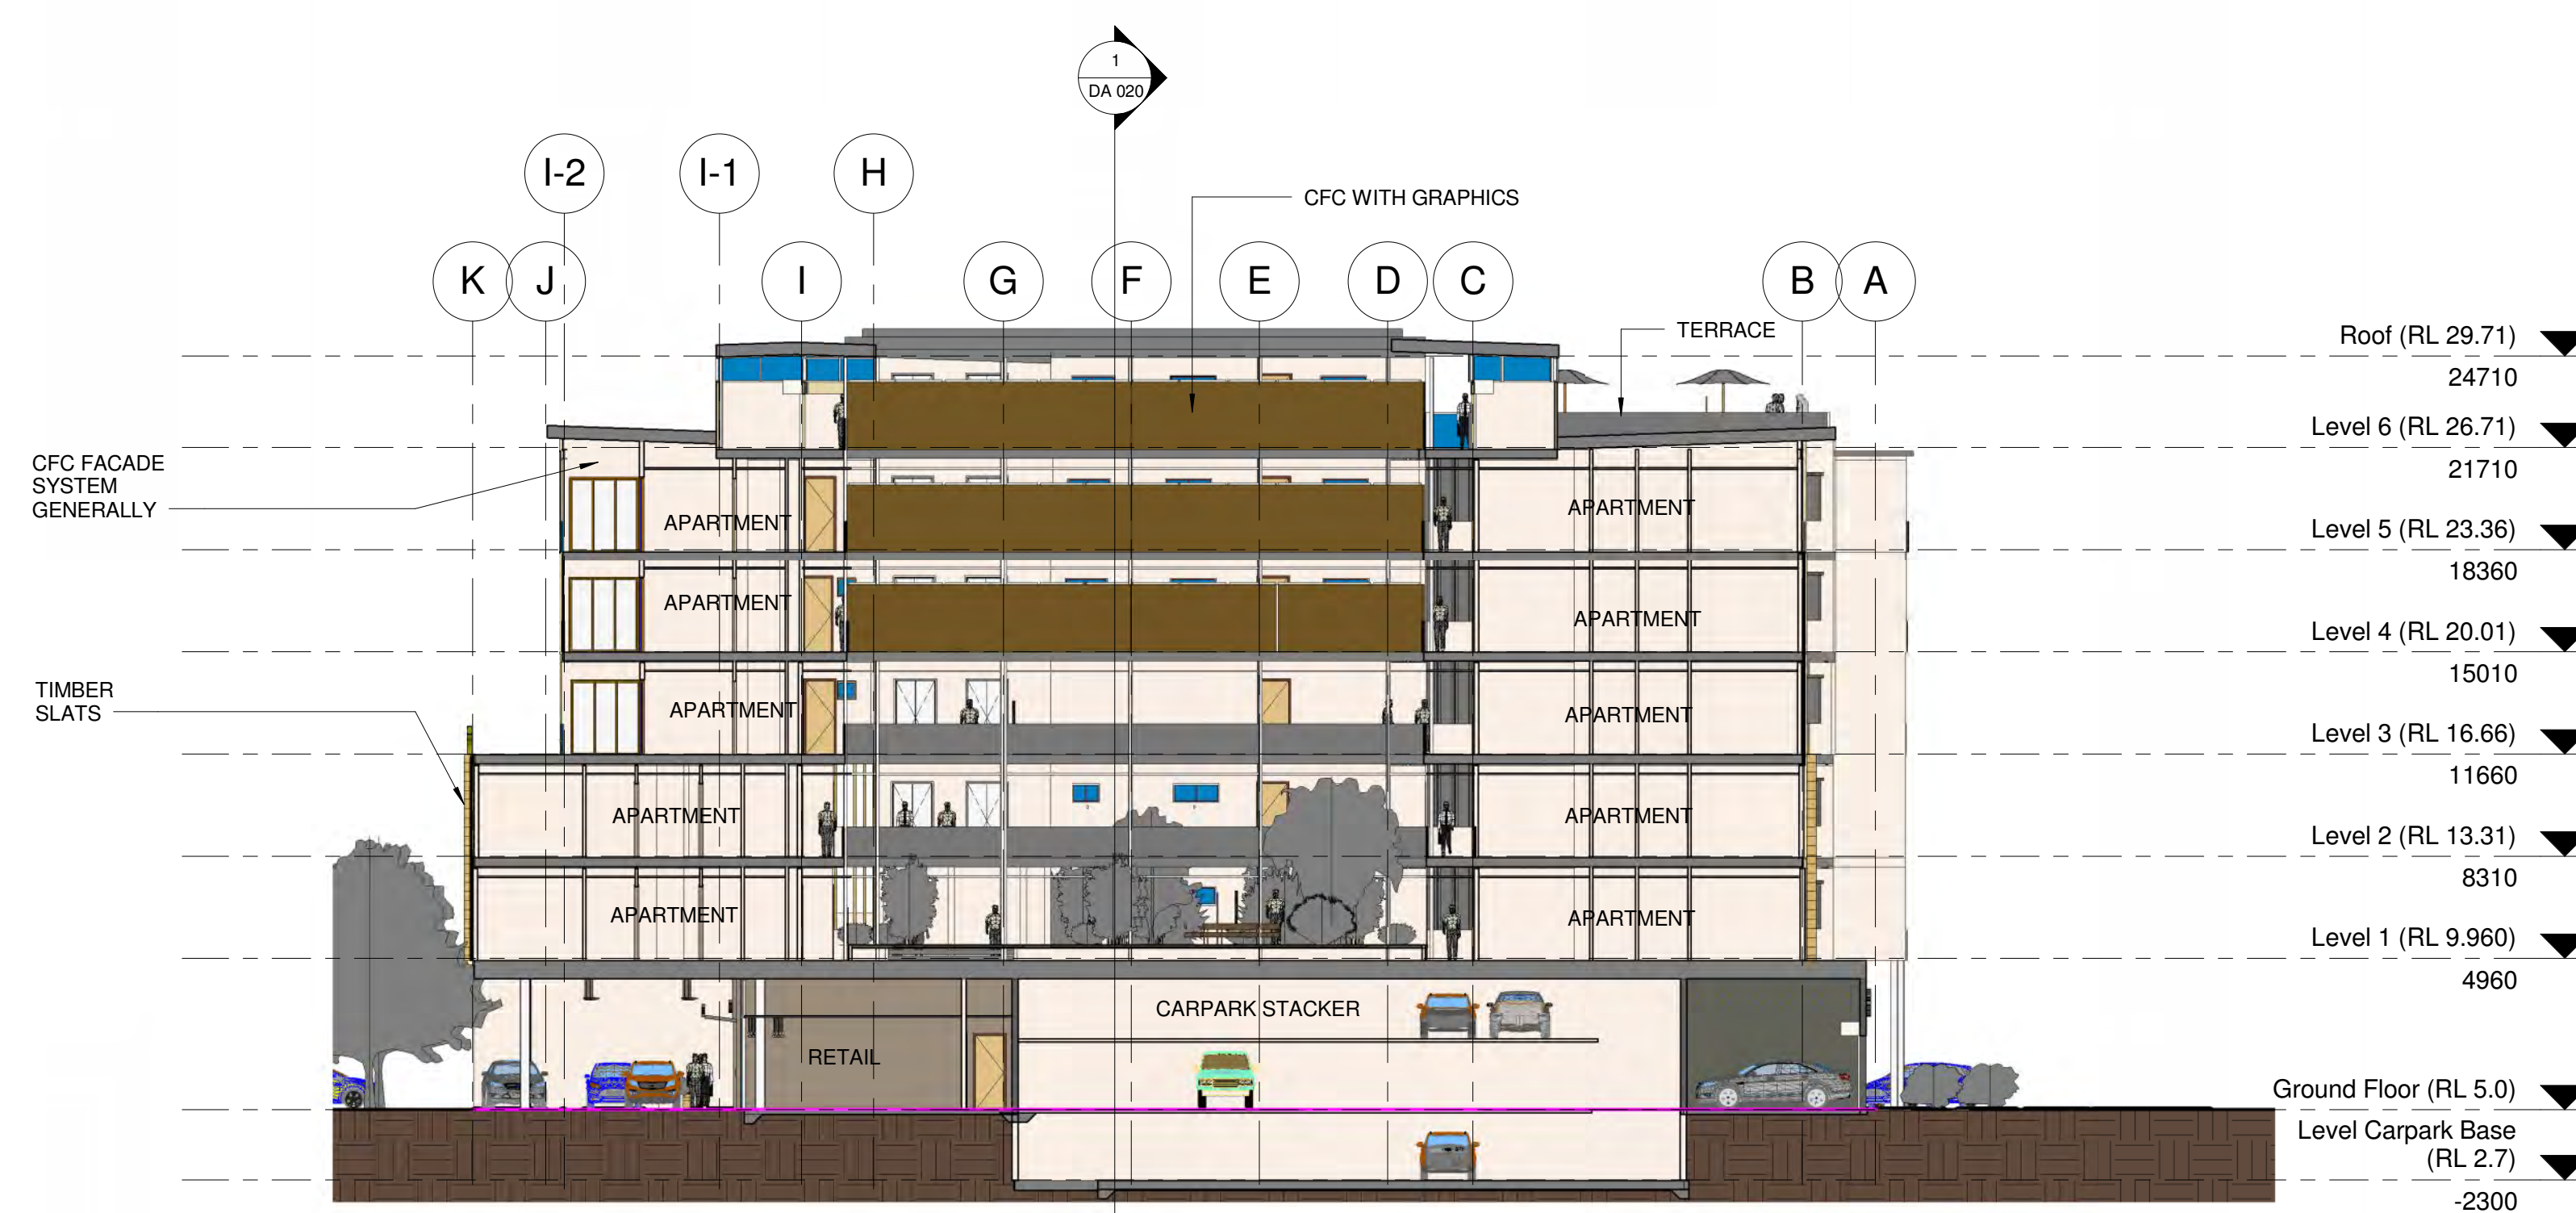 1
DA 020
I-2
I-1
H
CFC WITH GRAPHICS
K
J
I
G
F
E
D
C
B
A
TERRACE
Roof (RL 29.71)
24710
Level 6 (RL 26.71)
21710
CFC FACADE
SYSTEM
GENERALLY
APARTMENT
APARTMENT
Level 5 (RL 23.36)
18360
APARTMENT
APARTMENT
Level 4 (RL 20.01)
15010
TIMBER
SLATS
APARTMENT
APARTMENT
Level 3 (RL 16.66)
11660
APARTMENT
APARTMENT
Level 2 (RL 13.31)
8310
APARTMENT
APARTMENT
Level 1 (RL 9.960)
4960
CARPARK STACKER
RETAIL
Ground Floor (RL 5.0)
Level Carpark Base
(RL 2.7)
-2300